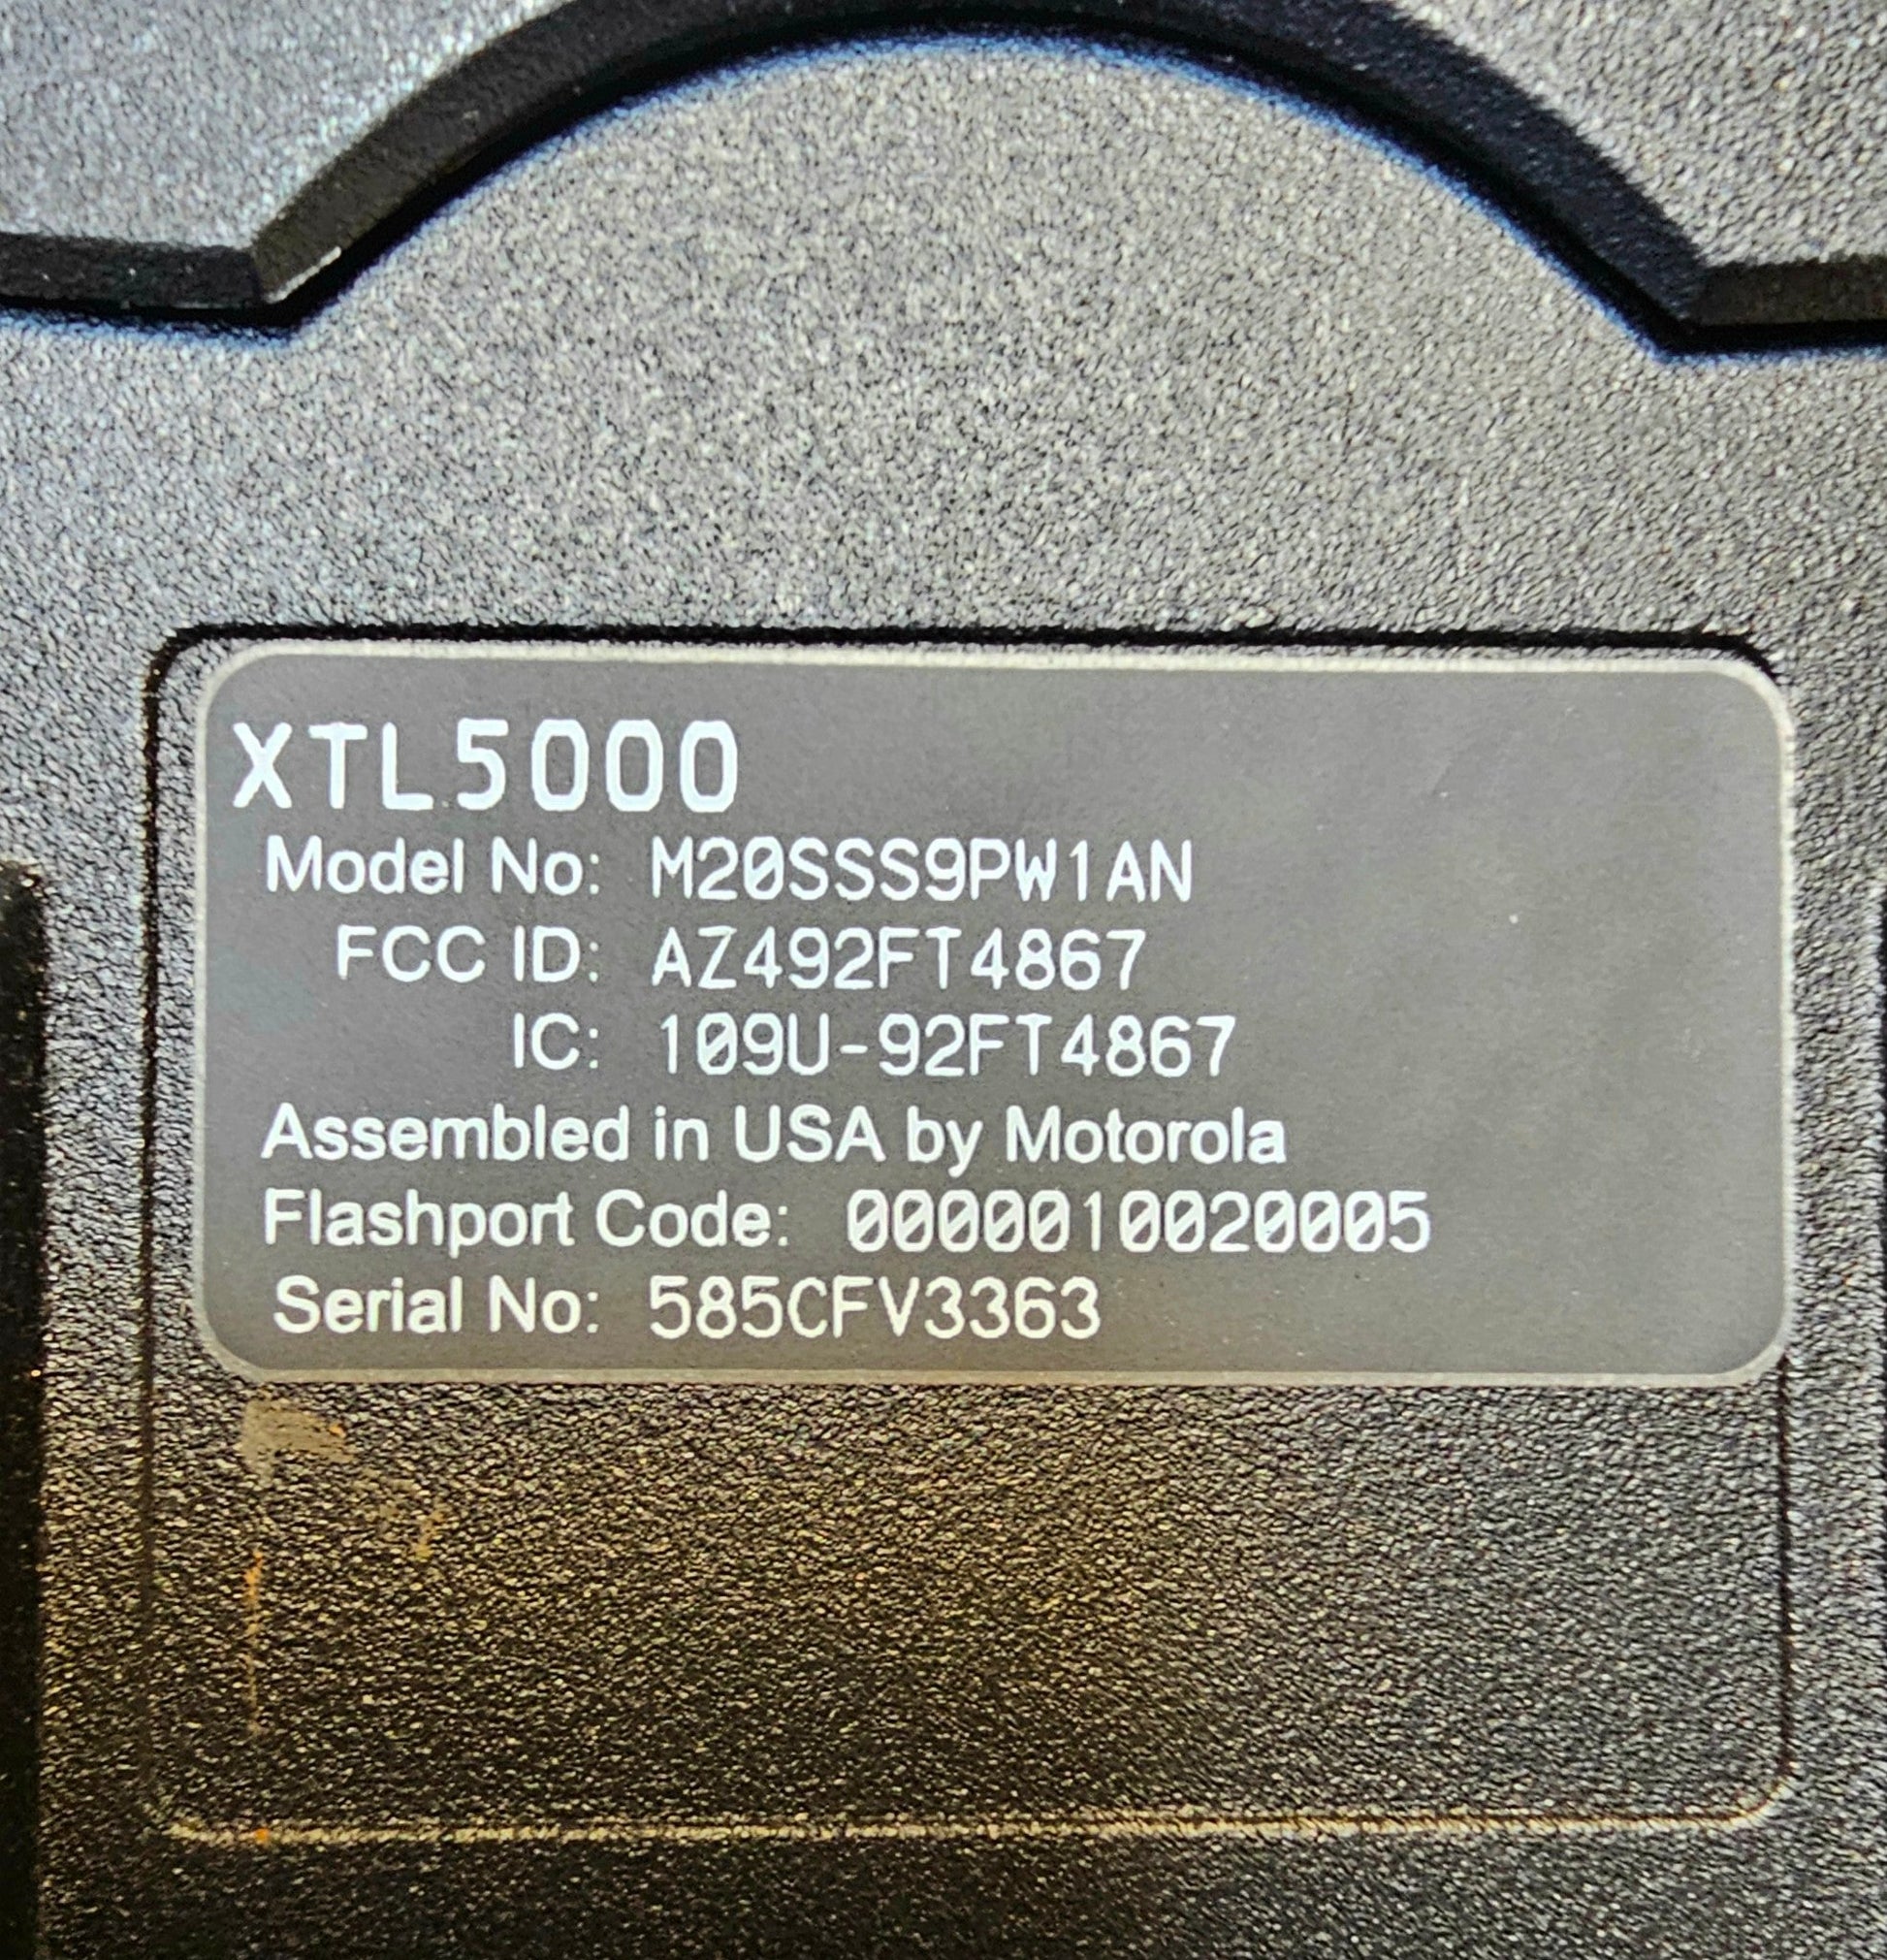 XTL5000
Model No: M20SSS9PW1AN
FCC ID: AZ492FT4867
IC: 109U-92FT4867
Assembled in USA by Motorola
Flashport Code: 0000010020005
Serial No: 585CFV3363